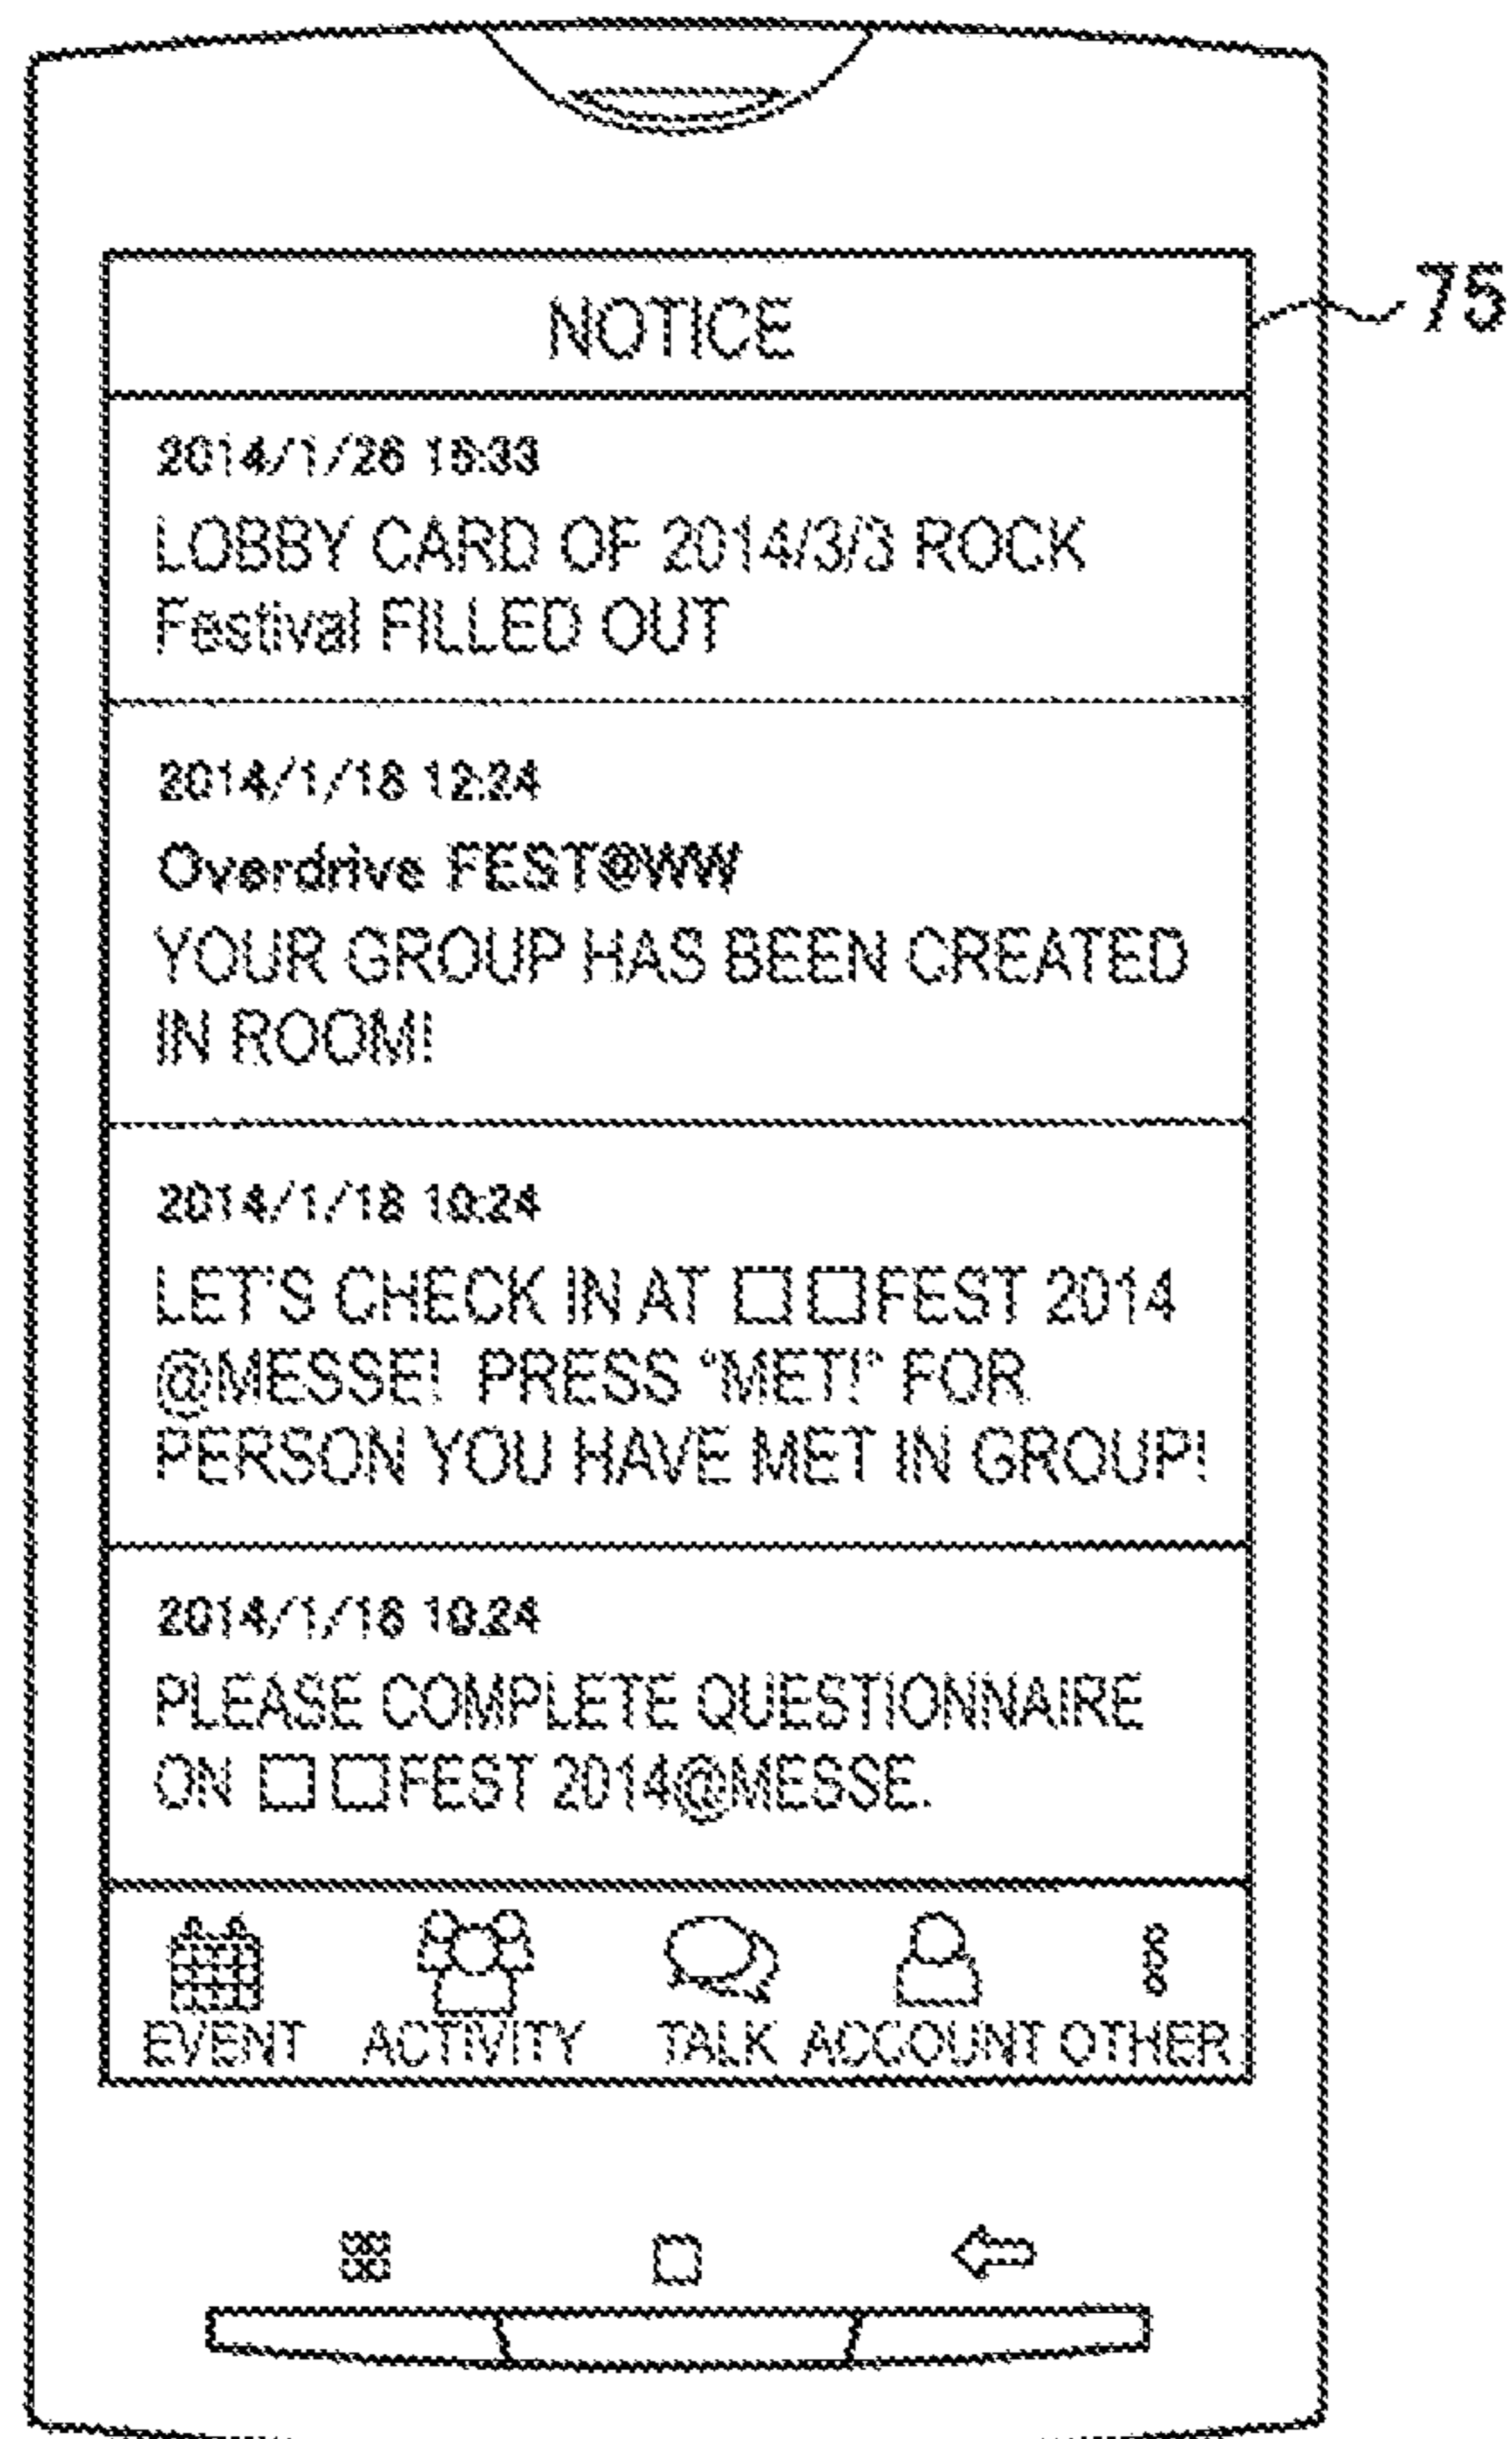 75
NOTICE
2014/1/26 16:33
LOBBY CARD OF 2014/3/3 ROCK
Festival FILLED OUT
2014/1/18 12:24
Overdrive FEST@WW
YOUR GROUP HAS BEEN CREATED
IN ROOM!
2014/1/18 10:24
LET'S CHECK IN AT □□FEST 2014
@MESSE! PRESS "MET!" FOR
PERSON YOU HAVE MET IN GROUP!
2014/1/16 10:24
PLEASE COMPLETE QUESTIONNAIRE
ON □□FEST 2014@MESSE.
EVENT ACTIVITY TALK ACCOUNT OTHER